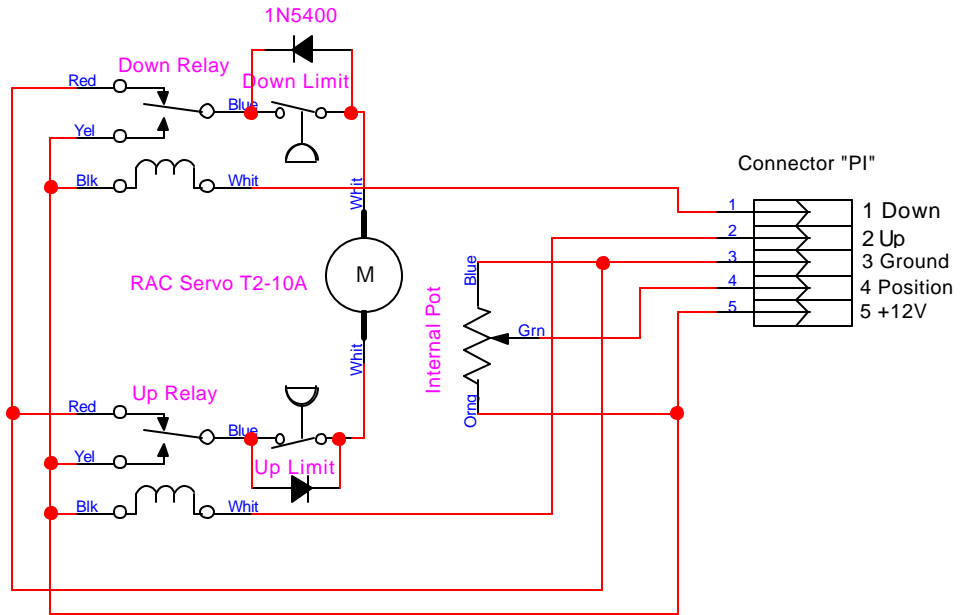 1N5400
Down Relay
Down Limit
Red
Blue
Yel
Blk
Whit
Whit
Connector "PI"
1
1 Down
2
2 Up
3
3 Ground
4
4 Position
5
5 +12V
M
RAC Servo T2-10A
Blue
Internal Pot
Grn
Orng
Whit
Up Relay
Red
Blue
Yel
Up Limit
Blk
Whit